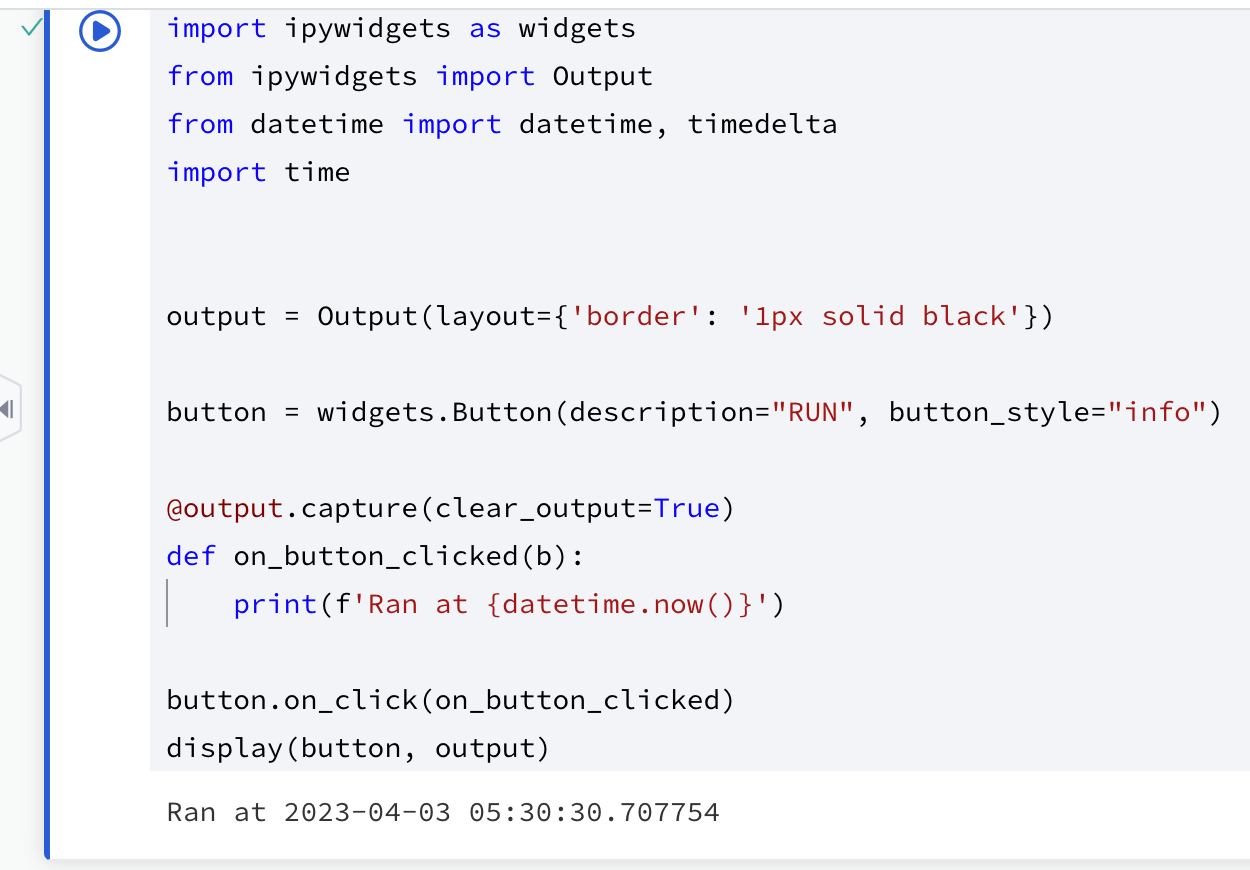 import ipywidgets as widgets
from ipywidgets import Output
from datetime import datetime, timedelta
import time
output = Output(layout={'border': '1px solid black'})
button = widgets.Button(description="RUN", button_style="info")
@output.capture(clear_output=True)
def on_button_clicked(b):
    print(f'Ran at {datetime.now()}')
button.on_click(on_button_clicked)
display(button, output)
Ran at 2023-04-03 05:30:30.707754